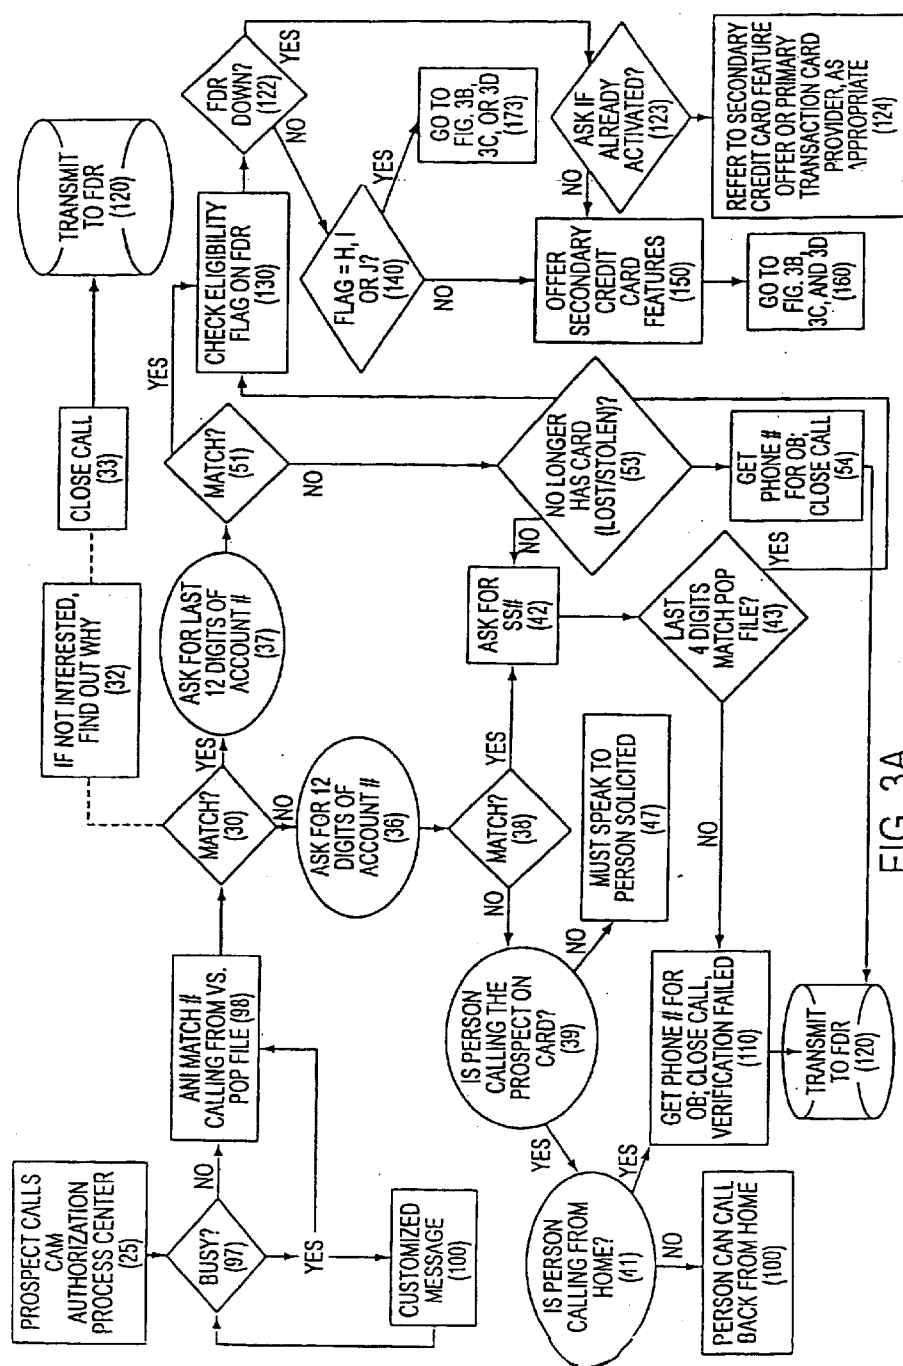 PROSPECT CALLS
CAM
AUTHORIZATION
PROCESS CENTER
(25)
BUSY?
(97)
NO
YES
CUSTOMIZED
MESSAGE
(100)
ANI MATCH #
CALLING FROM VS.
POP FILE (98)
MATCH?
(30)
YES
NO
IF NOT INTERESTED,
FIND OUT WHY
(32)
CLOSE CALL
(33)
TRANSMIT
TO FDR
(120)
ASK FOR LAST
12 DIGITS OF
ACCOUNT #
(37)
MATCH?
(51)
YES
NO
CHECK ELIGIBILITY
FLAG ON FDR
(130)
FDR
DOWN?
(122)
YES
NO
FLAG = H, I
OR J?
(140)
YES
NO
GO TO
FIG. 3B,
3C, OR 3D
(173)
ASK IF
ALREADY
ACTIVATED?
(123)
NO
REFER TO SECONDARY
CREDIT CARD FEATURE
OFFER OR PRIMARY
TRANSACTION CARD
PROVIDER, AS
APPROPRIATE
(124)
OFFER
SECONDARY
CREDIT
CARD
FEATURES
(150)
GO TO
FIG. 3B,
3C, AND 3D
(160)
ASK FOR 12
DIGITS OF
ACCOUNT #
(36)
MATCH?
(38)
YES
NO
ASK FOR
SS#
(42)
NO
NO LONGER
HAS CARD
(LOST/STOLEN)?
(53)
GET
PHONE #
FOR OB;
CLOSE CALL
(54)
LAST
4 DIGITS
MATCH POP
FILE?
(43)
YES
NO
IS PERSON
CALLING THE
PROSPECT ON
CARD?
(39)
NO
YES
MUST SPEAK TO
PERSON SOLICITED
(47)
IS PERSON
CALLING FROM
HOME?
(41)
YES
NO
PERSON CAN CALL
BACK FROM HOME
(100)
GET PHONE # FOR
OB; CLOSE CALL,
VERIFICATION FAILED
(110)
TRANSMIT
TO FDR
(120)
FIG. 3A